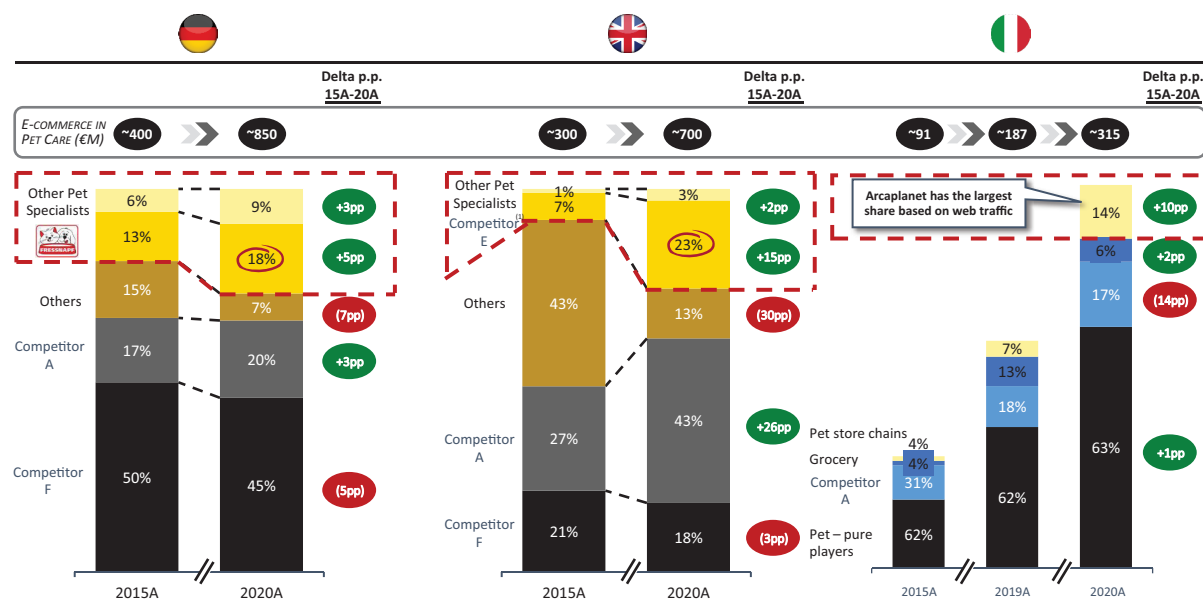 Delta p.p.
15A-20A
Delta p.p.
15A-20A
Delta p.p.
15A-20A
E-COMMERCE IN
PET CARE (€M)
~400
~850
~300
~700
~91
~187
~315
Other Pet
Specialists
FRESSNAPF
Others
Competitor
A
Competitor
F
6%
13%
15%
17%
50%
9%
18%
7%
20%
45%
+3pp
+5pp
(7pp)
+3pp
(5pp)
2015A
2020A
Other Pet
Specialists
Competitor(1)
E
Others
Competitor
A
Competitor
F
1%
7%
43%
27%
21%
3%
23%
13%
43%
18%
+2pp
+15pp
(30pp)
+26pp
(3pp)
2015A
2020A
Arcaplanet has the largest
share based on web traffic
Pet store chains
Grocery
Competitor
A
Pet – pure
players
4%
4%
31%
62%
7%
13%
18%
62%
14%
6%
17%
63%
+10pp
+2pp
(14pp)
+1pp
2015A
2019A
2020A